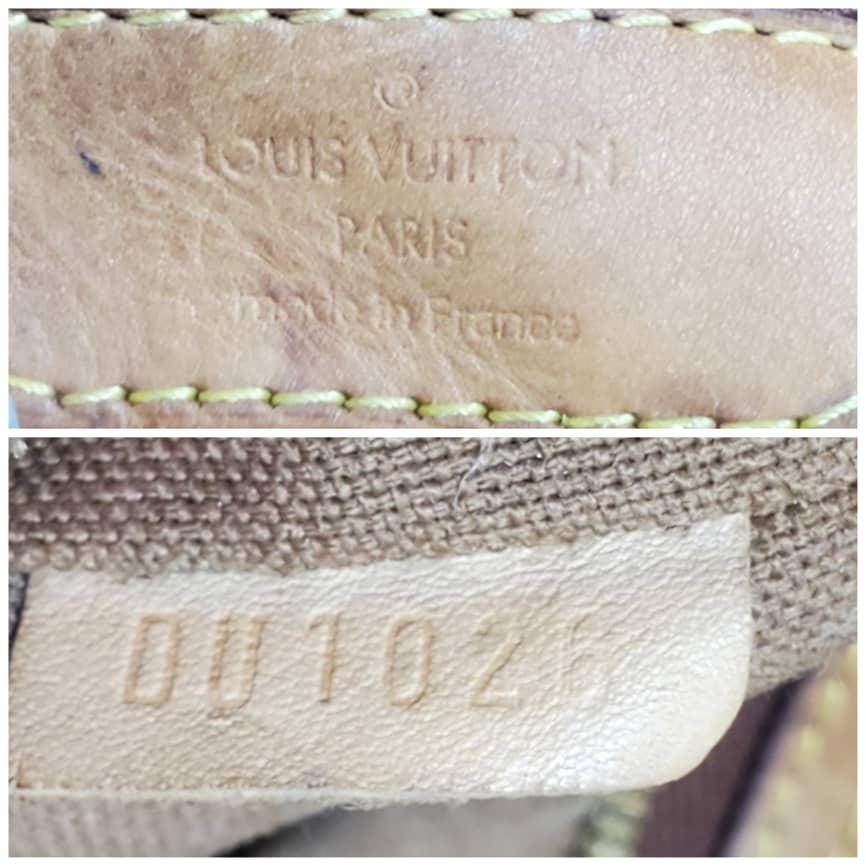 ®
LOUIS VUITTON
PARIS
made in France
DU1026